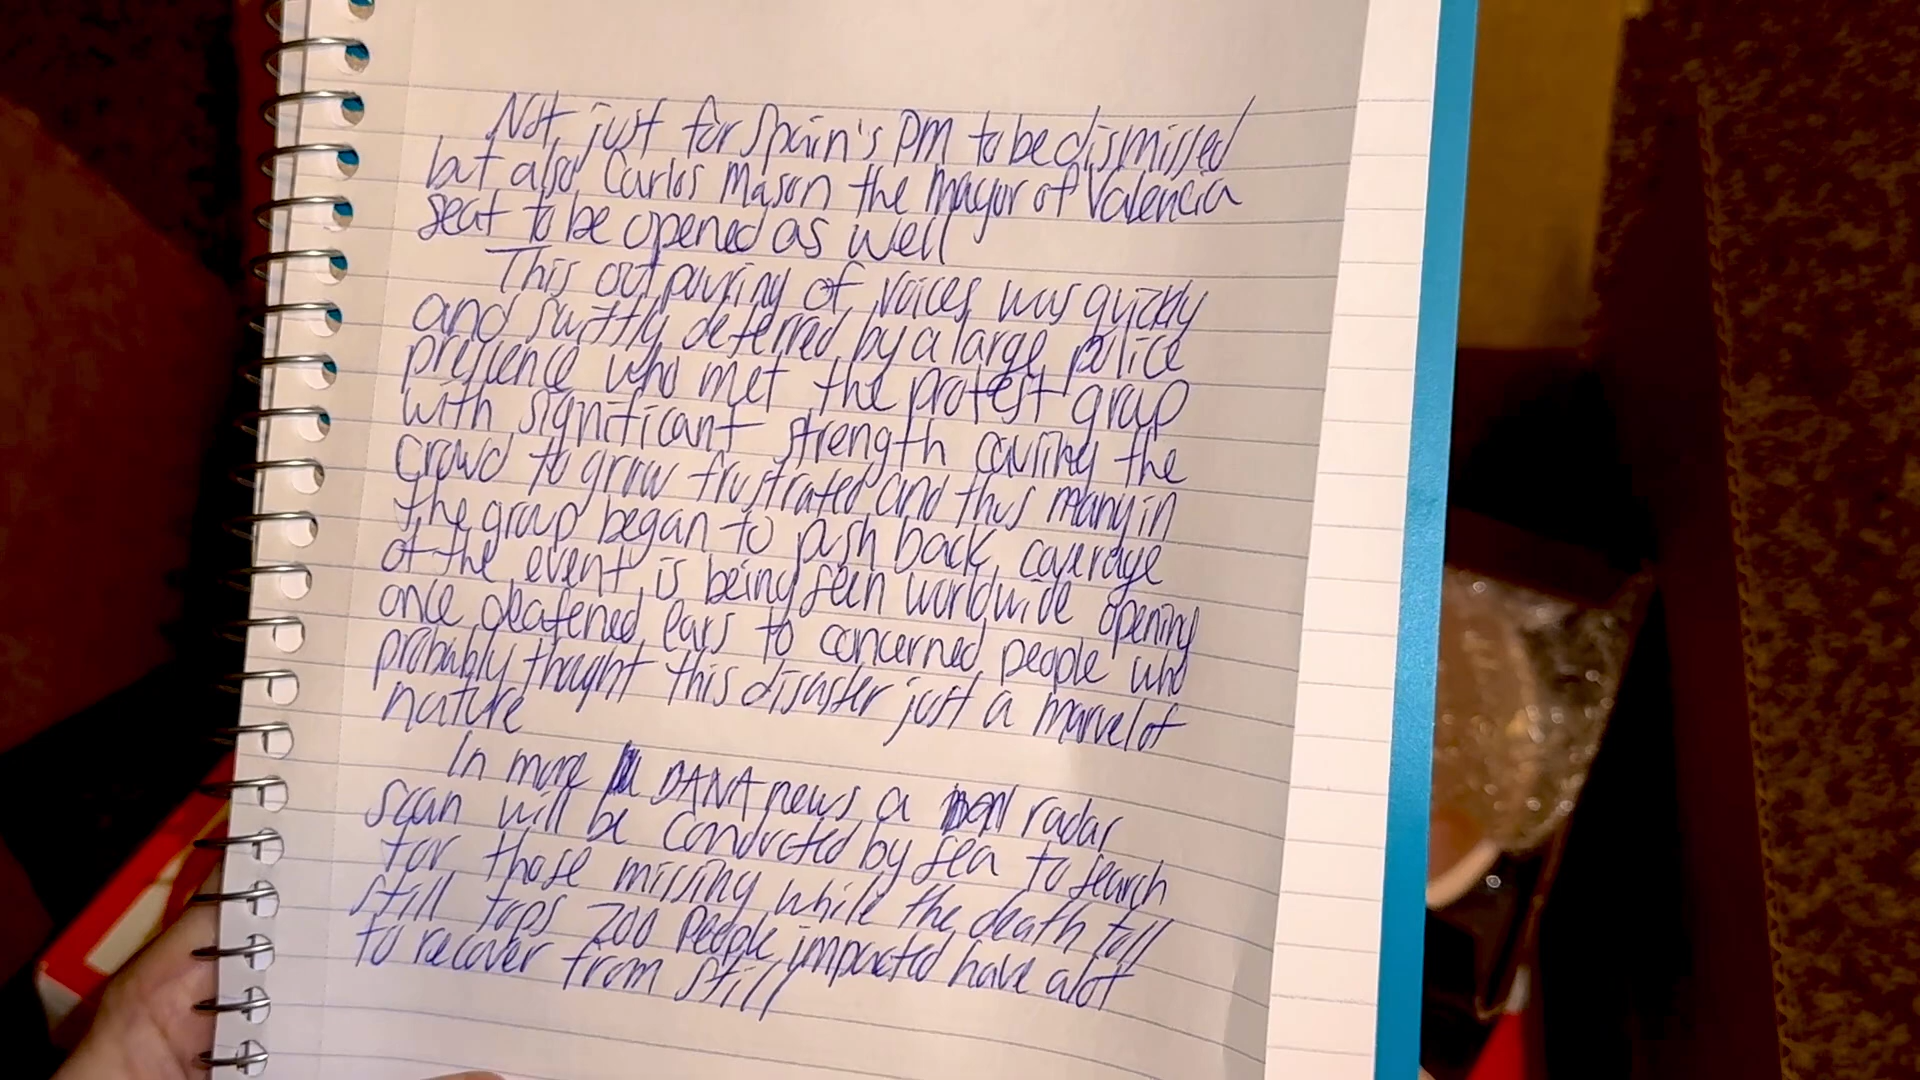 Not just for Spain's PM to be dismissed
but also Carlos Mason the mayor of Valencia
seat to be opened as well
This outpouring of voices was quickly
and swiftly deterred by a large police
presence who met the protest group
with significant strength causing the
crowd to grow frustrated and thus many in
the group began to push back, coverage
of the event is being seen worldwide opening
once deafened ears to concerned people who
probably thought this disaster just a marvel of
nature
In more DANA news a radar
scan will be conducted by sea to search
for those missing while the death toll
still tops 200 people impacted have alot
to recover from still